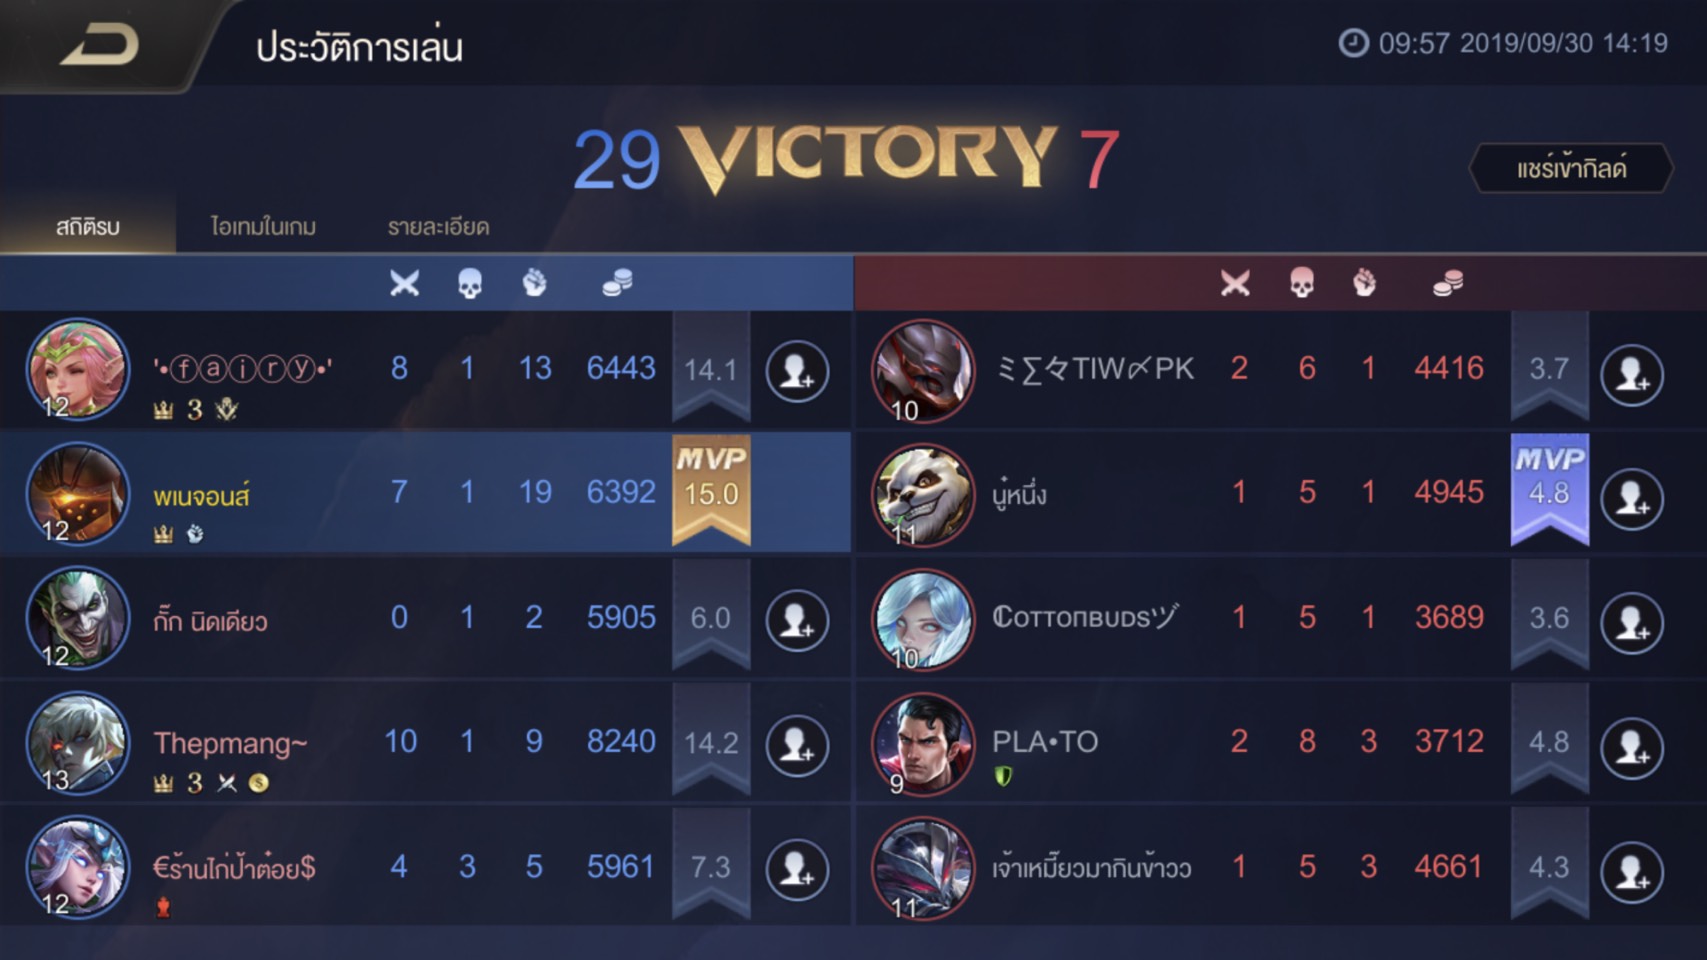 ประวัติการเล่น
09:57 2019/09/30 14:19
29 VICTORY 7
แชร์เข้ากิลด์
สถิติรบ ไอเทมในเกม รายละเอียด
12 '•ⓕⓐⓘⓡⓨ•' 8 1 13 6443 14.1
3
12 พเนจอนส์ 7 1 19 6392 MVP 15.0
12 กั๊ก นิดเดียว 0 1 2 5905 6.0
13 Thepmang~ 10 1 9 8240 14.2
3
12 €ร้านไก่ป้าต๋อย$ 4 3 5 5961 7.3
10 ミ∑々TIW〆PK 2 6 1 4416 3.7
11 นู๋หนึ่ง 1 5 1 4945 MVP 4.8
10 ℂᴏᴛᴛᴏᴨʙᴜᴅsヅ 1 5 1 3689 3.6
9 PLA•TO 2 8 3 3712 4.8
11 เจ้าเหมี๊ยวมากินข้าวว 1 5 3 4661 4.3